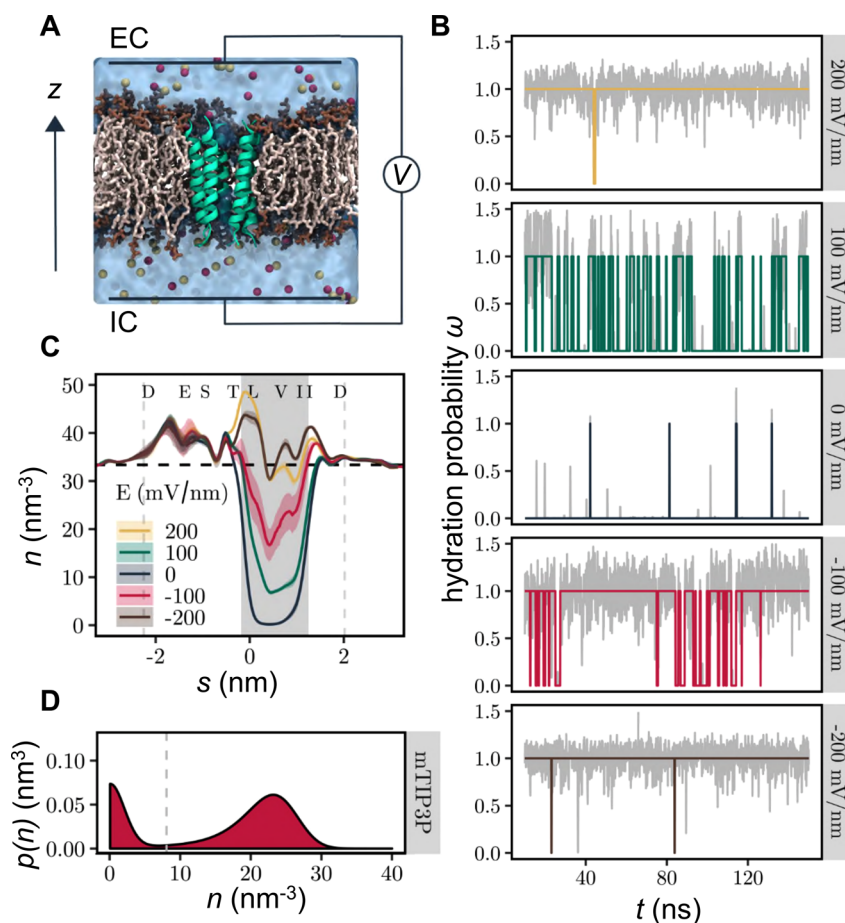 A
EC
z
V
IC
B
hydration probability ω
1.5
1.0
0.5
0.0
200 mV/nm
1.5
1.0
0.5
0.0
100 mV/nm
1.5
1.0
0.5
0.0
0 mV/nm
1.5
1.0
0.5
0.0
-100 mV/nm
1.5
1.0
0.5
0.0
-200 mV/nm
40 80 120
t (ns)
C
D E S T L V I I D
n (nm-3)
50
40
30
20
10
0
E (mV/nm)
200
100
0
-100
-200
-2 0 2
s (nm)
D
p(n) (nm3)
0.10
0.05
0.00
mTIP3P
0 10 20 30 40
n (nm-3)